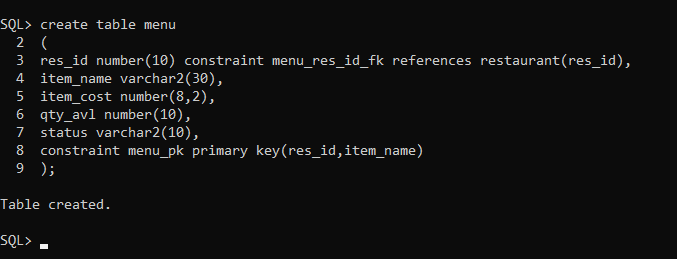 SQL> create table menu
2 (
3 res_id number(10) constraint menu_res_id_fk references restaurant(res_id),
4 item_name varchar2(30),
5 item_cost number(8,2),
6 qty_avl number(10),
7 status varchar2(10),
8 constraint menu_pk primary key(res_id,item_name)
9 );
Table created.
SQL>